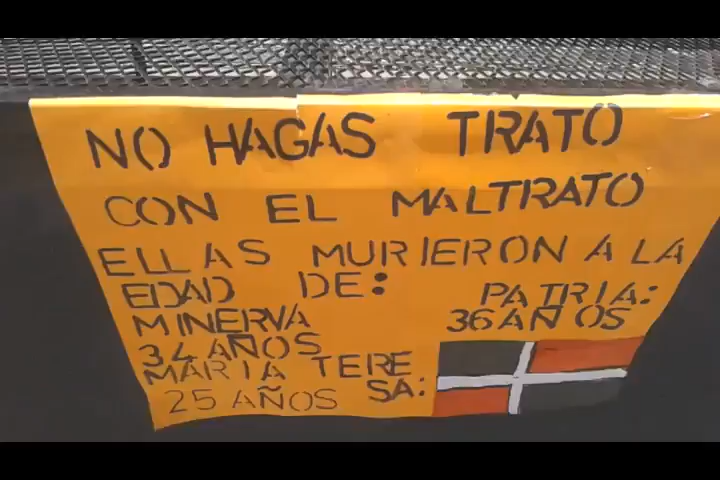 NO HAGAS TRATO
CON EL MALTRATO
ELLAS MURIERON A LA
EDAD DE: PATRIA:
MINERVA 36 AÑOS
34 AÑOS
MARIA TERE
SA:
25 AÑOS